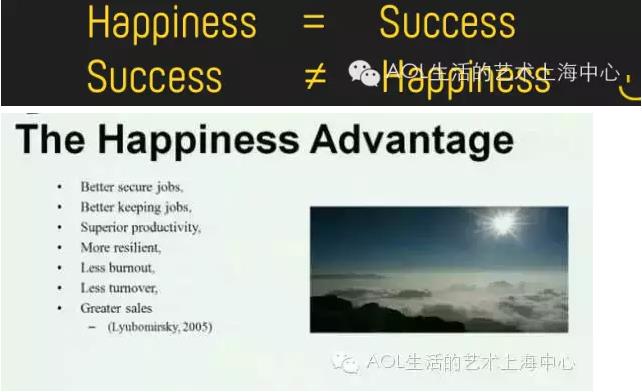 Happiness = Success
Success ≠ Happiness
AOL生活的艺术上海中心
The Happiness Advantage
• Better secure jobs,
• Better keeping jobs,
• Superior productivity,
• More resilient,
• Less burnout,
• Less turnover,
• Greater sales
– (Lyubomirsky, 2005)
AOL生活的艺术上海中心